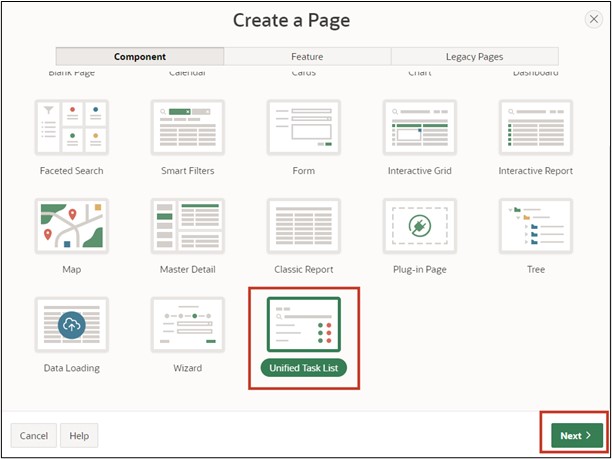 Create a Page
Component Feature Legacy Pages
Blank Page Calendar Cards Chart Dashboard
Faceted Search Smart Filters Form Interactive Grid Interactive Report
Map Master Detail Classic Report Plug-in Page Tree
Data Loading Wizard Unified Task List
Cancel Help Next